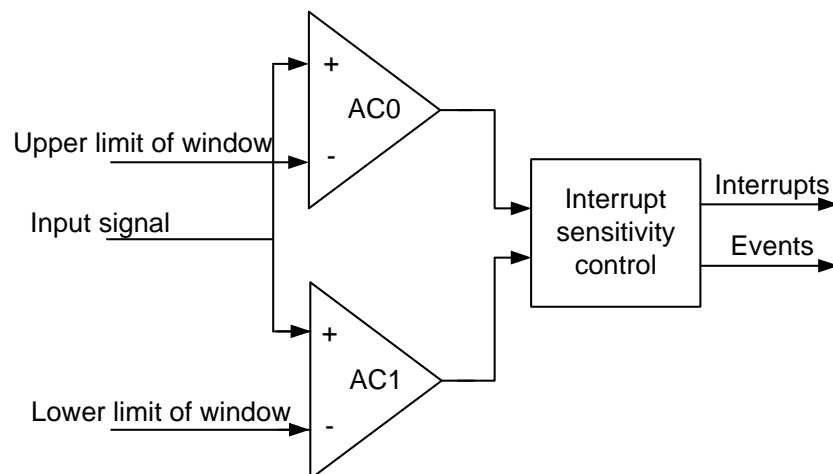 +
AC0
Upper limit of window
-
Input signal
Interrupt
sensitivity
control
Interrupts
Events
+
AC1
Lower limit of window
-